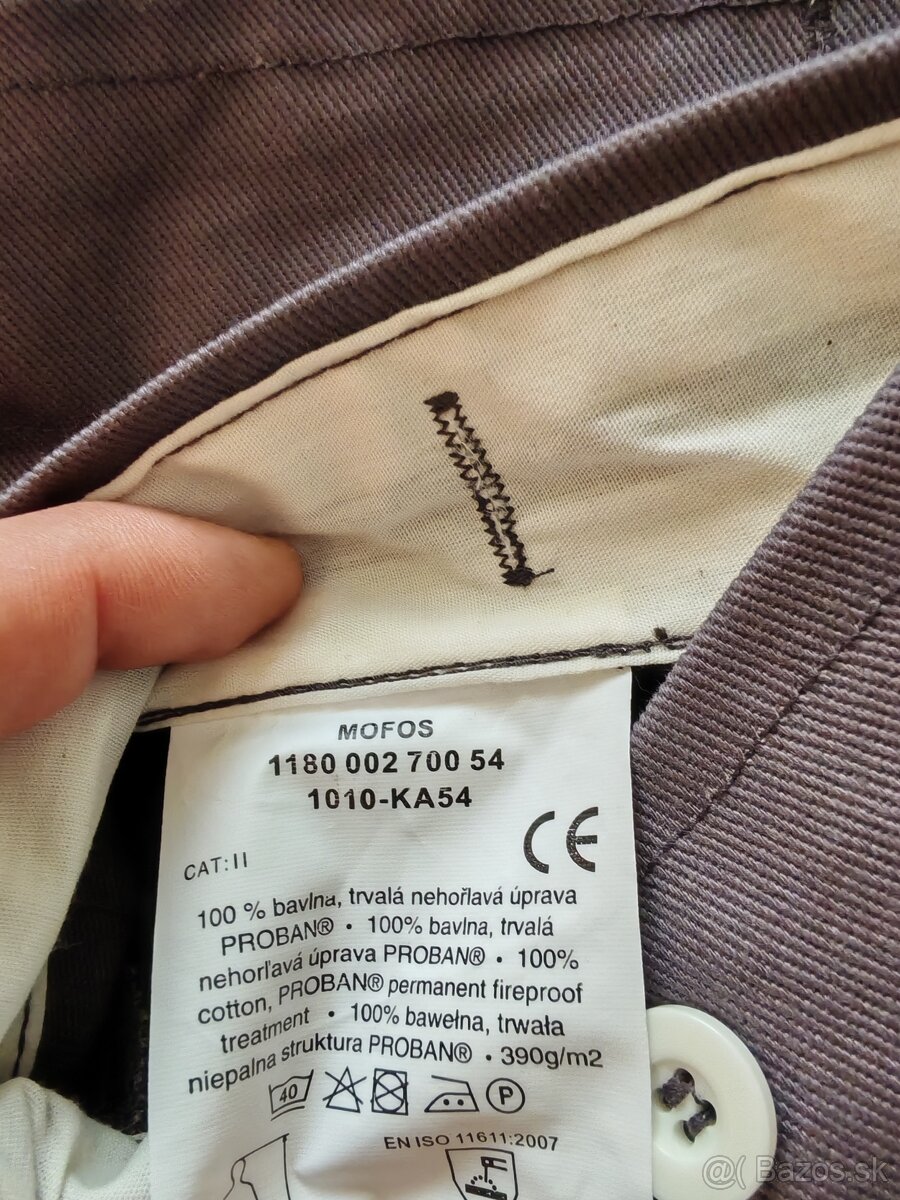 MOFOS
1180 002 700 54
1010-KA54
CE
CAT:II
100 % bavlna, trvalá nehořlavá úprava
PROBAN® • 100% bavlna, trvalá
nehorľavá úprava PROBAN® • 100%
cotton, PROBAN® permanent fireproof
treatment • 100% bawełna, trwała
niepalna struktura PROBAN® • 390g/m2
40
P
EN ISO 11611:2007
@( Bazos.sk